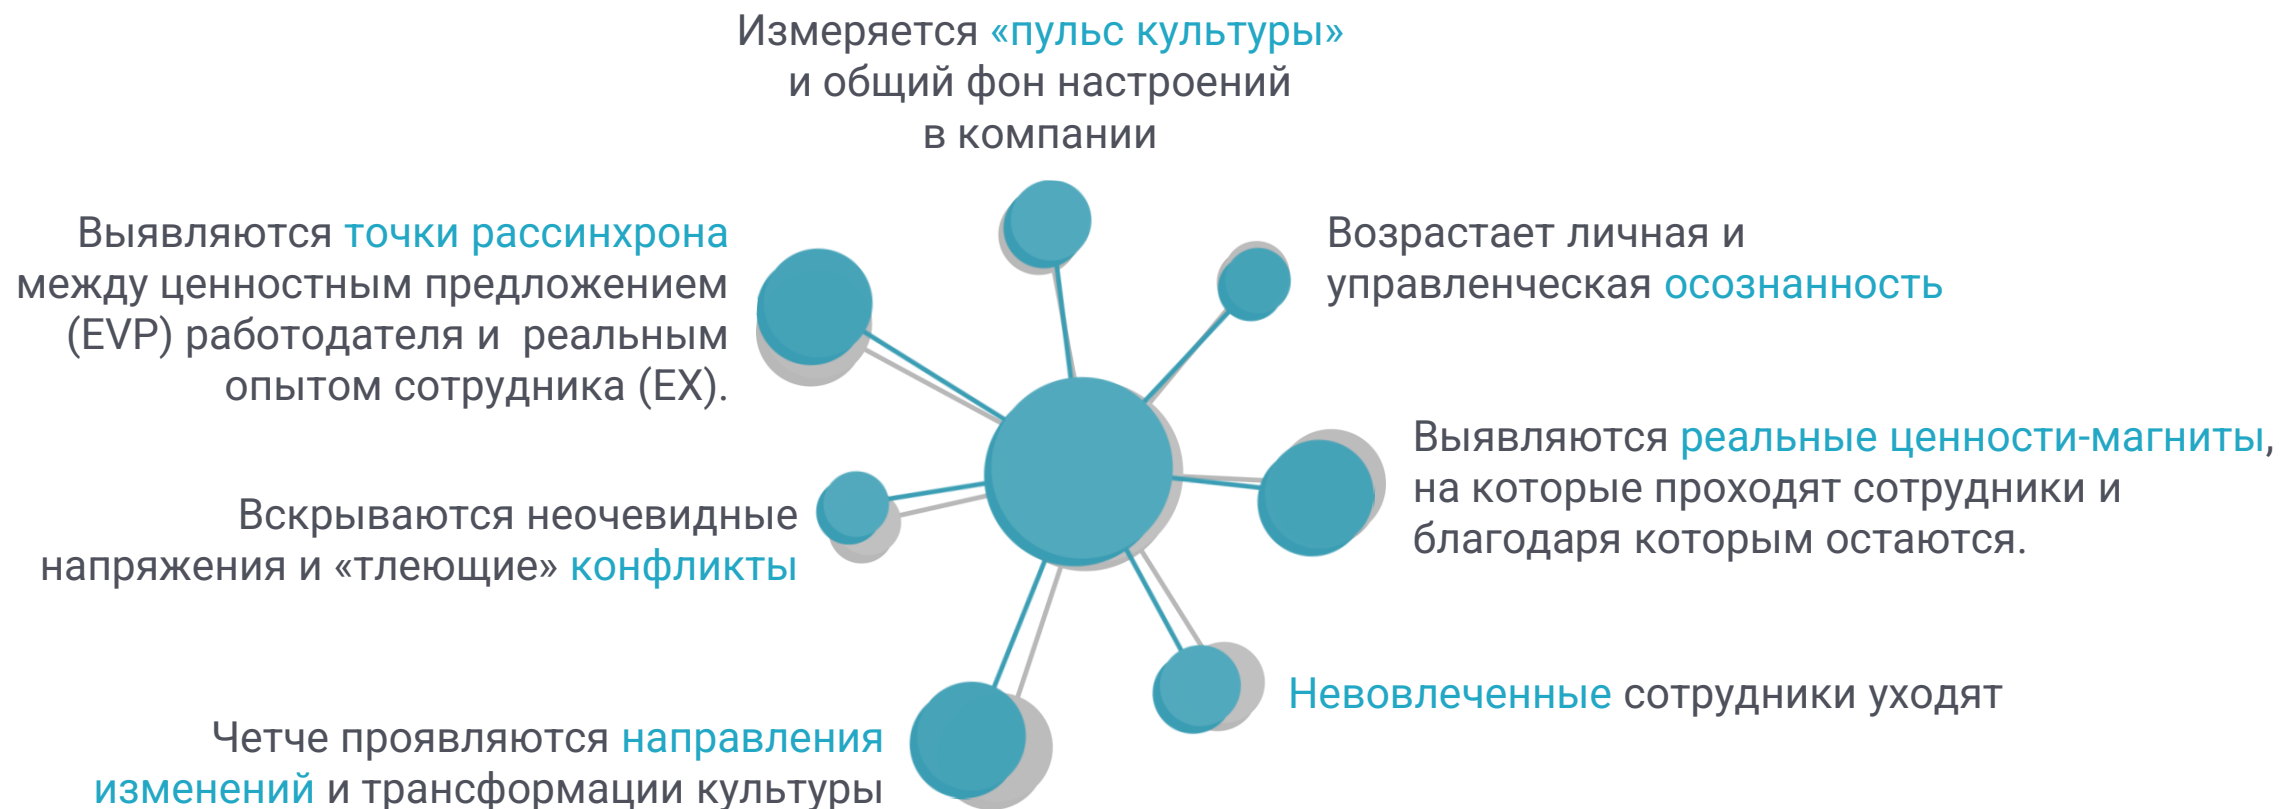 Измеряется «пульс культуры»
и общий фон настроений
в компании
Выявляются точки рассинхрона
между ценностным предложением
(EVP) работодателя и  реальным
опытом сотрудника (EX).
Возрастает личная и
управленческая осознанность
Выявляются реальные ценности-магниты,
на которые проходят сотрудники и
благодаря которым остаются.
Вскрываются неочевидные
напряжения и «тлеющие» конфликты
Невовлеченные сотрудники уходят
Четче проявляются направления
изменений и трансформации культуры